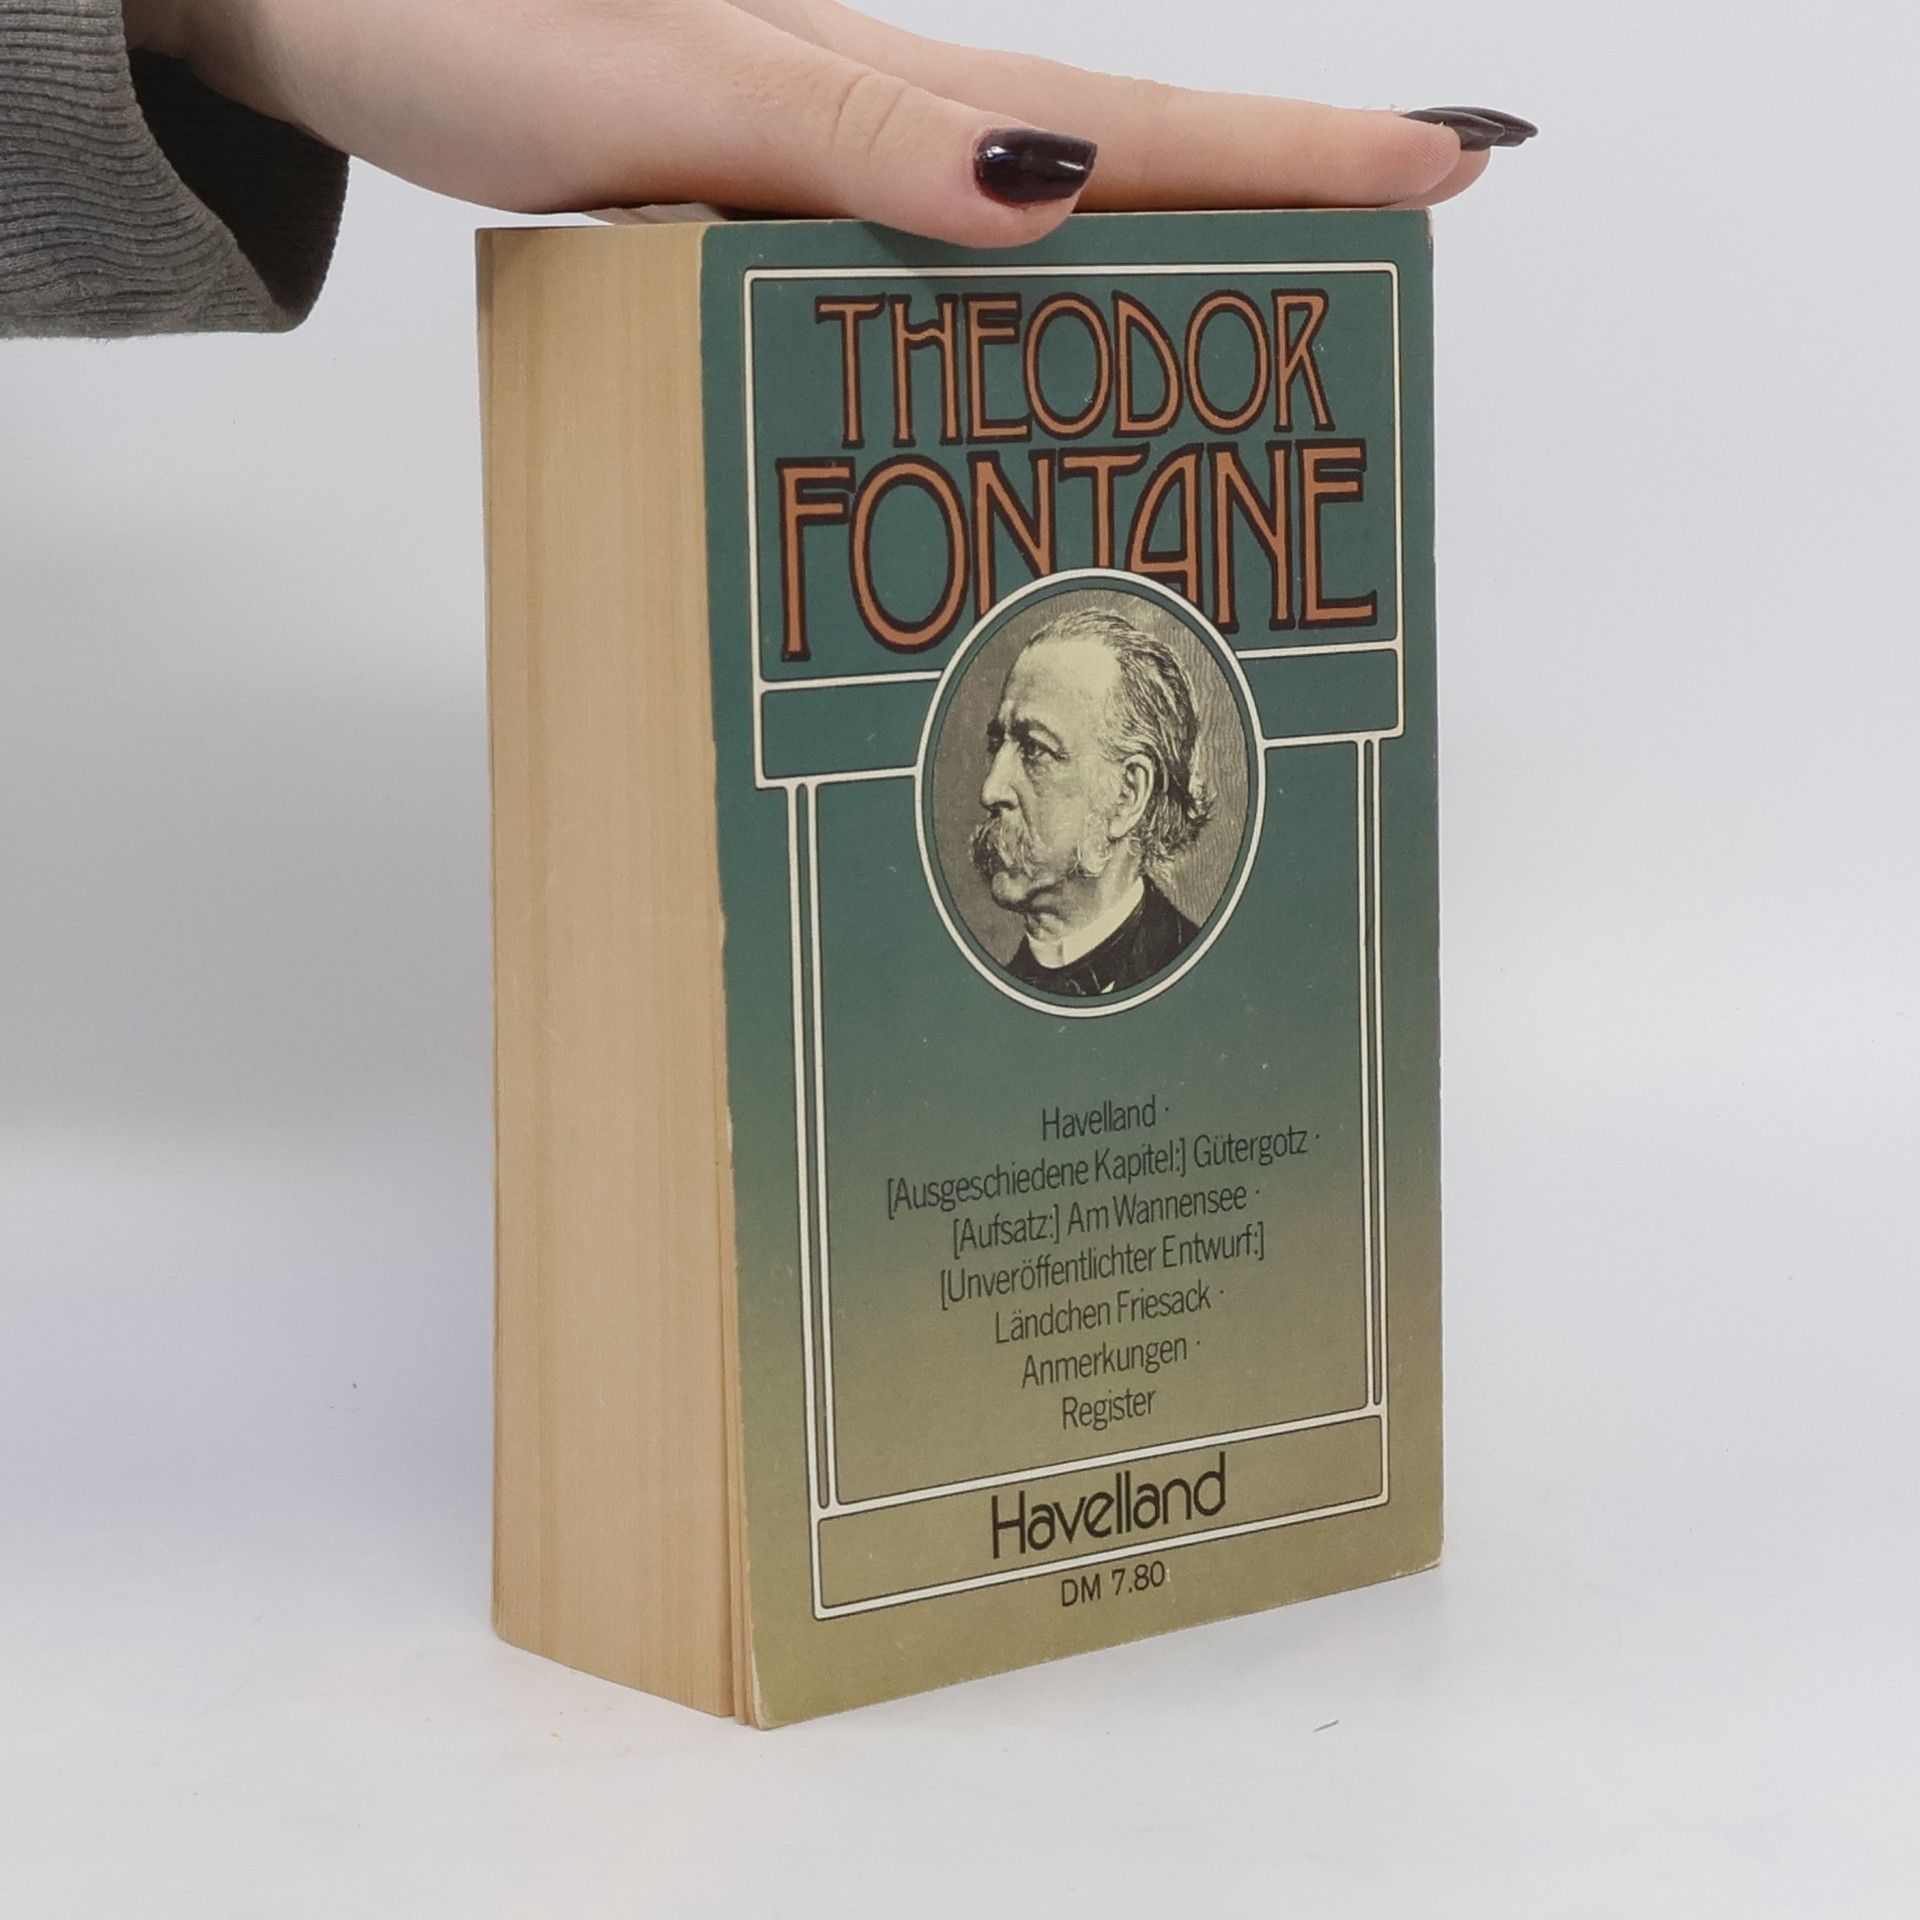 THEODOR
FONTANE
Havelland ·
[Ausgeschiedene Kapitel:] Gütergotz ·
[Aufsatz:] Am Wannensee ·
[Unveröffentlichter Entwurf:]
Ländchen Friesack ·
Anmerkungen ·
Register
Havelland
DM 7.80